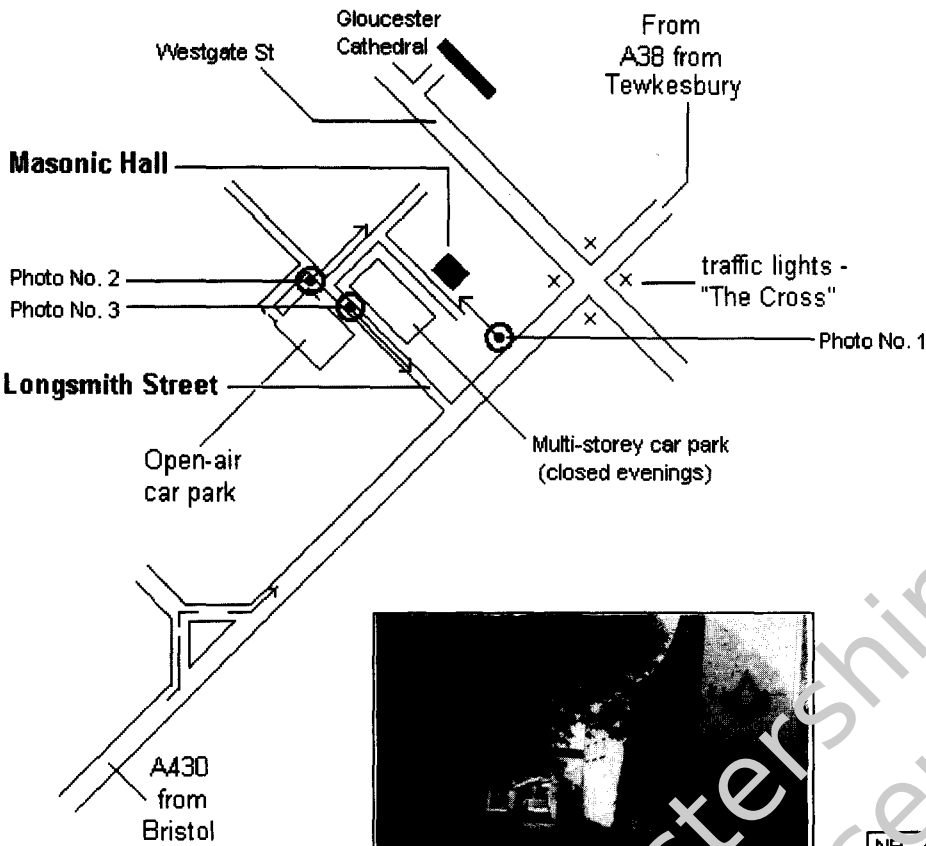 Gloucester
Cathedral
Westgate St
From
A38 from
Tewkesbury
Masonic Hall
Photo No. 2
Photo No. 3
traffic lights -
"The Cross"
Photo No. 1
Longsmith Street
Multi-storey car park
(closed evenings)
Open-air
car park
A430
from
Bristol